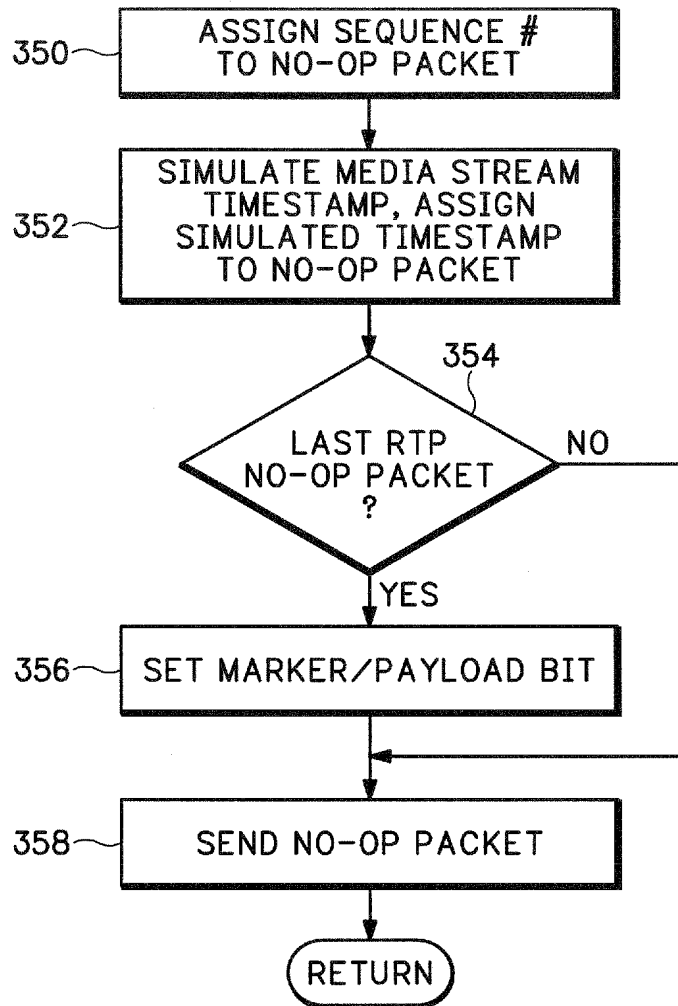 350
ASSIGN SEQUENCE #
TO NO-OP PACKET
352
SIMULATE MEDIA STREAM
TIMESTAMP, ASSIGN
SIMULATED TIMESTAMP
TO NO-OP PACKET
354
LAST RTP
NO-OP PACKET
?
NO
YES
356
SET MARKER/PAYLOAD BIT
358
SEND NO-OP PACKET
RETURN